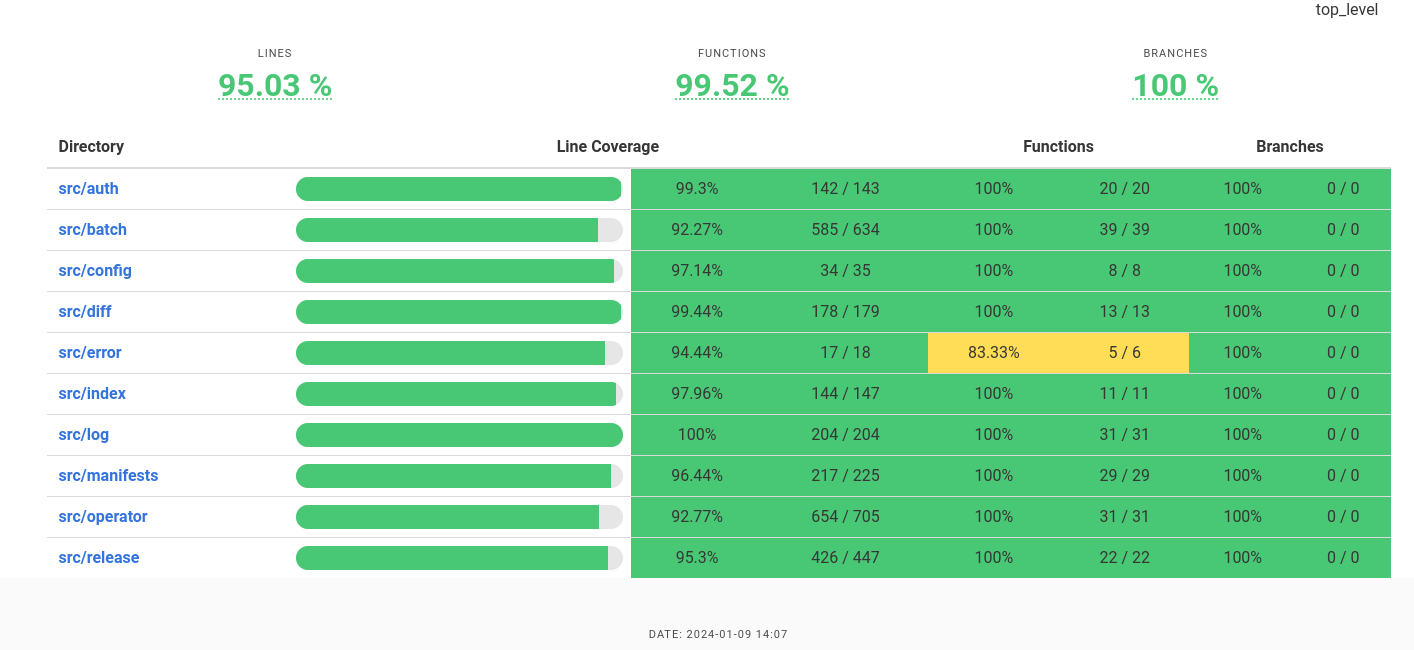 top_level
LINES FUNCTIONS BRANCHES
95.03 % 99.52 % 100 %
Directory Line Coverage Functions Branches
src/auth 99.3% 142 / 143 100% 20 / 20 100% 0 / 0
src/batch 92.27% 585 / 634 100% 39 / 39 100% 0 / 0
src/config 97.14% 34 / 35 100% 8 / 8 100% 0 / 0
src/diff 99.44% 178 / 179 100% 13 / 13 100% 0 / 0
src/error 94.44% 17 / 18 83.33% 5 / 6 100% 0 / 0
src/index 97.96% 144 / 147 100% 11 / 11 100% 0 / 0
src/log 100% 204 / 204 100% 31 / 31 100% 0 / 0
src/manifests 96.44% 217 / 225 100% 29 / 29 100% 0 / 0
src/operator 92.77% 654 / 705 100% 31 / 31 100% 0 / 0
src/release 95.3% 426 / 447 100% 22 / 22 100% 0 / 0
DATE: 2024-01-09 14:07